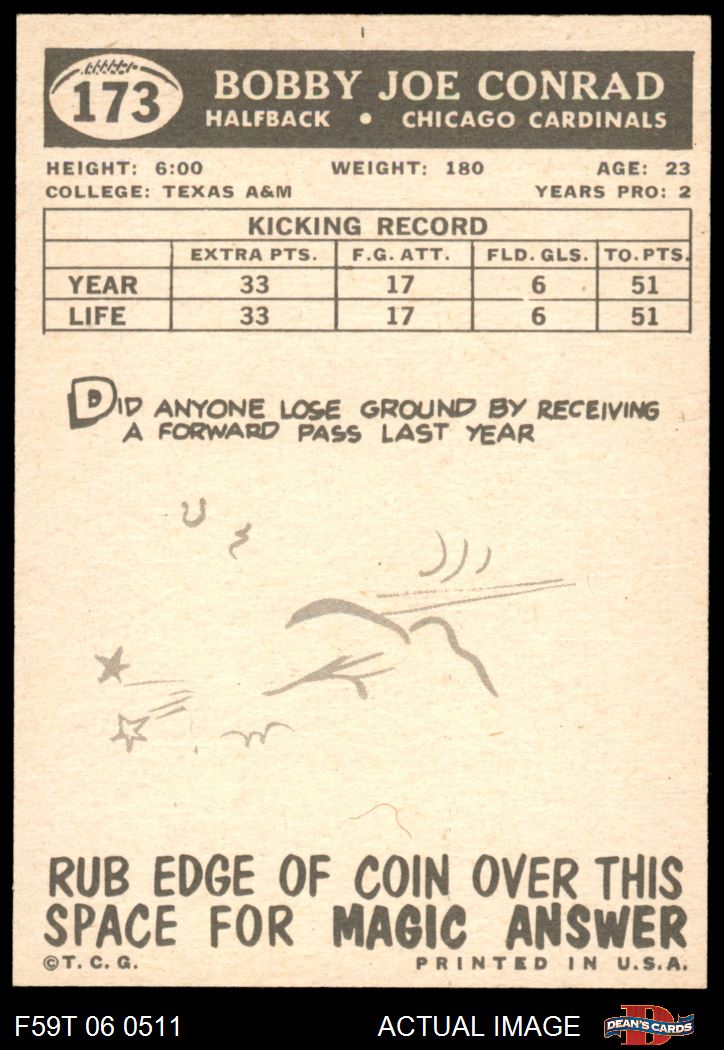 173
BOBBY JOE CONRAD
HALFBACK • CHICAGO CARDINALS
HEIGHT: 6:00 WEIGHT: 180 AGE: 23
COLLEGE: TEXAS A&M YEARS PRO: 2
KICKING RECORD
EXTRA PTS. F.G. ATT. FLD. GLS. TO. PTS.
YEAR 33 17 6 51
LIFE 33 17 6 51
DID ANYONE LOSE GROUND BY RECEIVING
A FORWARD PASS LAST YEAR
RUB EDGE OF COIN OVER THIS
SPACE FOR MAGIC ANSWER
©T.C.G. PRINTED IN U.S.A.
F59T 06 0511 ACTUAL IMAGE D DEAN'S CARDS